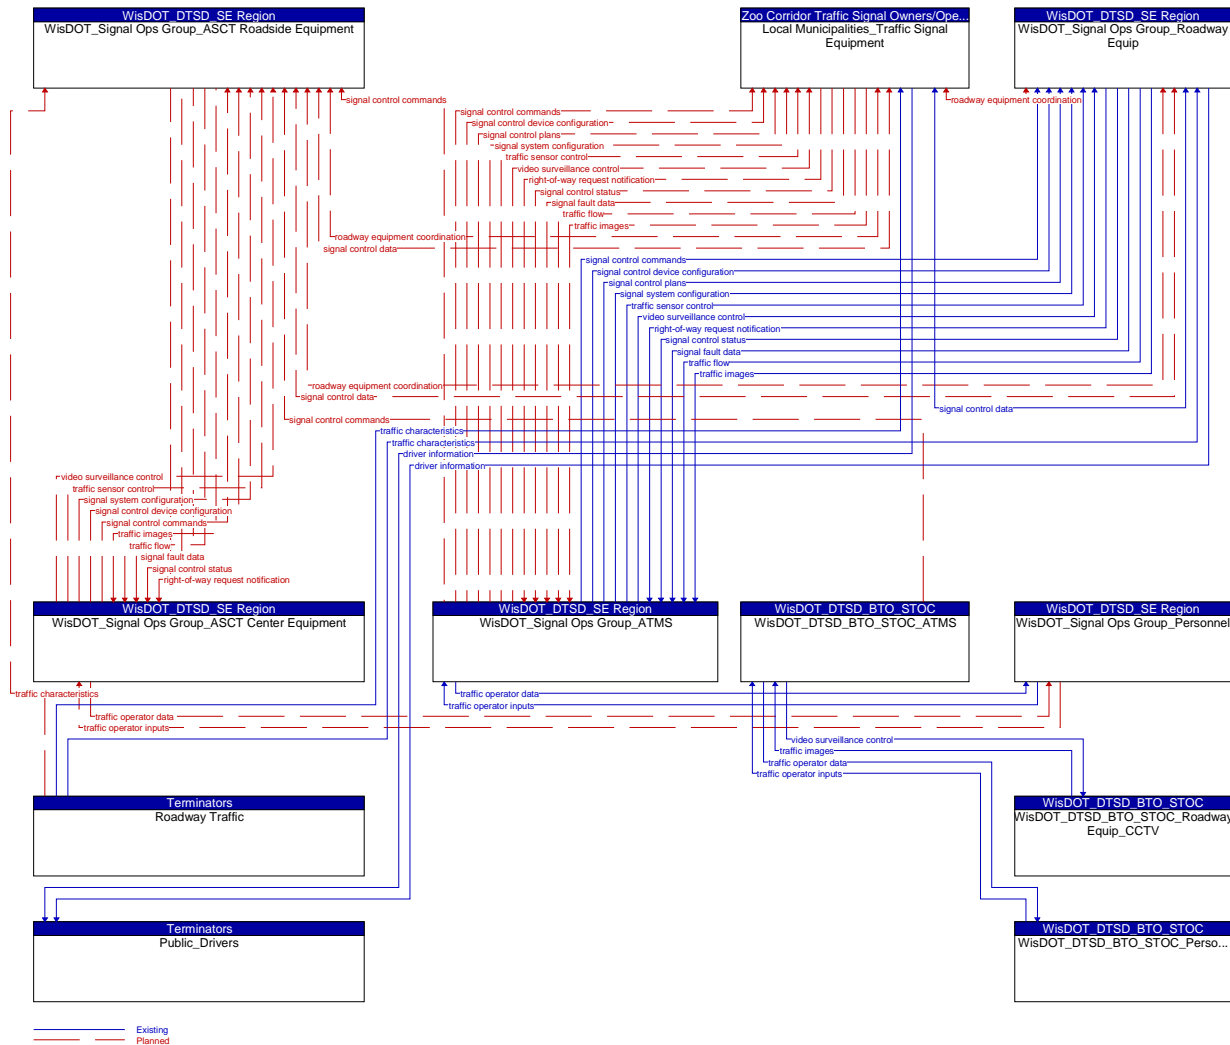 WisDOT_DTSD_SE Region
WisDOT_Signal Ops Group_ASCT Roadside Equipment
Zoo Corridor Traffic Signal Owners/Ope...
Local Municipalities_Traffic Signal
Equipment
WisDOT_DTSD_SE Region
WisDOT_Signal Ops Group_Roadway
Equip
signal control commands
roadway equipment coordination
signal control commands
signal control device configuration
signal control plans
signal system configuration
traffic sensor control
video surveillance control
right-of-way request notification
signal control status
signal fault data
traffic flow
traffic images
roadway equipment coordination
signal control data
signal control commands
signal control device configuration
signal control plans
signal system configuration
traffic sensor control
video surveillance control
right-of-way request notification
signal control status
signal fault data
traffic flow
traffic images
roadway equipment coordination
signal control data
signal control data
signal control commands
traffic characteristics
traffic characteristics
driver information
driver information
video surveillance control
traffic sensor control
signal system configuration
signal control device configuration
signal control commands
traffic images
traffic flow
signal fault data
signal control status
right-of-way request notification
WisDOT_DTSD_SE Region
WisDOT_Signal Ops Group_ASCT Center Equipment
WisDOT_DTSD_SE Region
WisDOT_Signal Ops Group_ATMS
WisDOT_DTSD_BTO_STOC
WisDOT_DTSD_BTO_STOC_ATMS
WisDOT_DTSD_SE Region
WisDOT_Signal Ops Group_Personnel
traffic characteristics
traffic operator data
traffic operator inputs
traffic operator data
traffic operator inputs
video surveillance control
traffic images
traffic operator data
traffic operator inputs
Terminators
Roadway Traffic
WisDOT_DTSD_BTO_STOC
WisDOT_DTSD_BTO_STOC_Roadway
Equip_CCTV
Terminators
Public_Drivers
WisDOT_DTSD_BTO_STOC
WisDOT_DTSD_BTO_STOC_Perso...
Existing
Planned